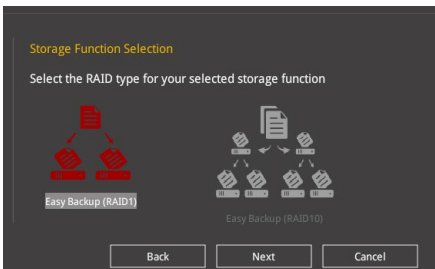 Storage Function Selection
Select the RAID type for your selected storage function
Easy Backup (RAID1)
Easy Backup (RAID10)
Back
Next
Cancel